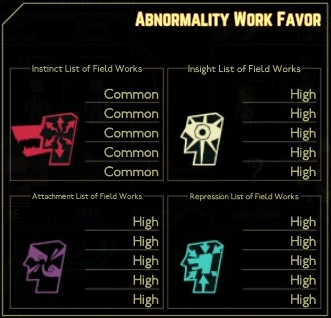 Abnormality Work Favor
Instinct List of Field Works
Common
Common
Common
Common
Common
Insight List of Field Works
High
High
High
High
High
Attachment List of Field Works
High
High
High
High
High
Repression List of Field Works
High
High
High
High
High